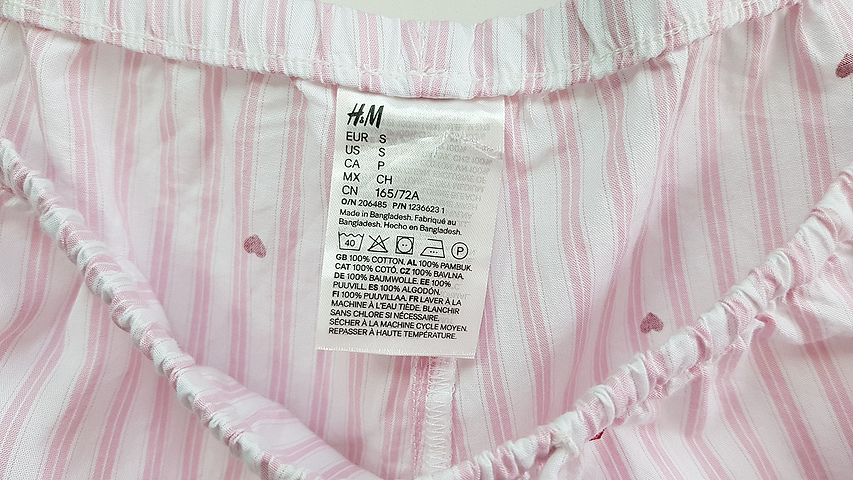 H&M
EUR S
US S
CA P
MX CH
CN 165/72A
O/N 206485 P/N 1236623 1
Made in Bangladesh. Fabriqué au
Bangladesh. Hecho en Bangladesh.
40 P
GB 100% COTTON. AL 100% PAMBUK.
CAT 100% COTÓ. CZ 100% BAVLNA.
DE 100% BAUMWOLLE. EE 100%
PUUVILL. ES 100% ALGODÓN.
FI 100% PUUVILLAA. FR LAVER À LA
MACHINE À L'EAU TIÈDE. BLANCHIR
SANS CHLORE SI NÉCESSAIRE.
SÉCHER À LA MACHINE CYCLE MOYEN.
REPASSER À HAUTE TEMPÉRATURE.